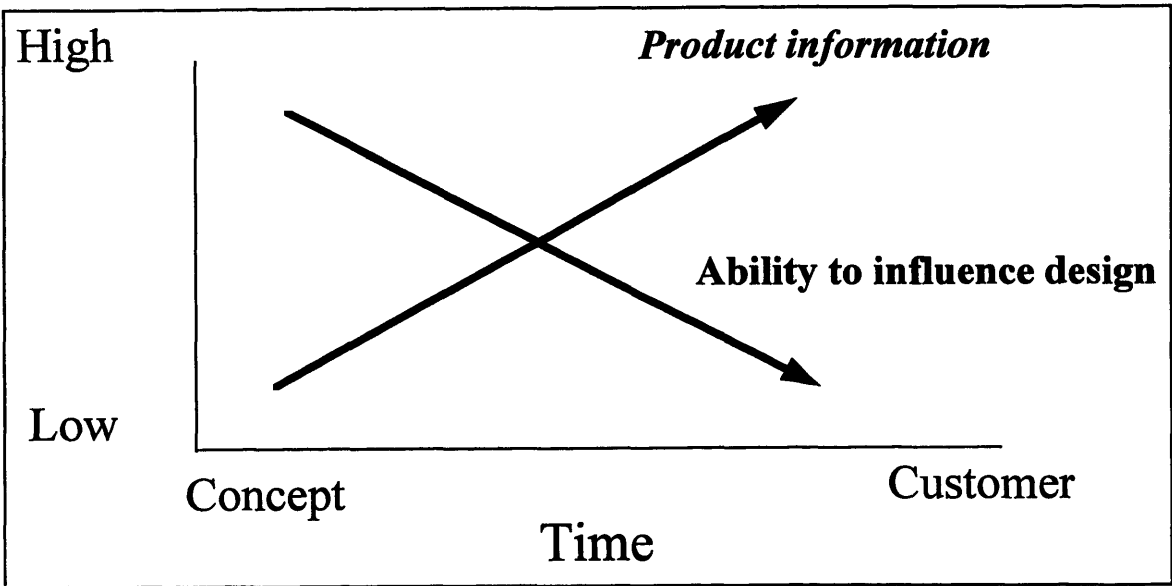 High
Product information
Ability to influence design
Low
Concept
Customer
Time